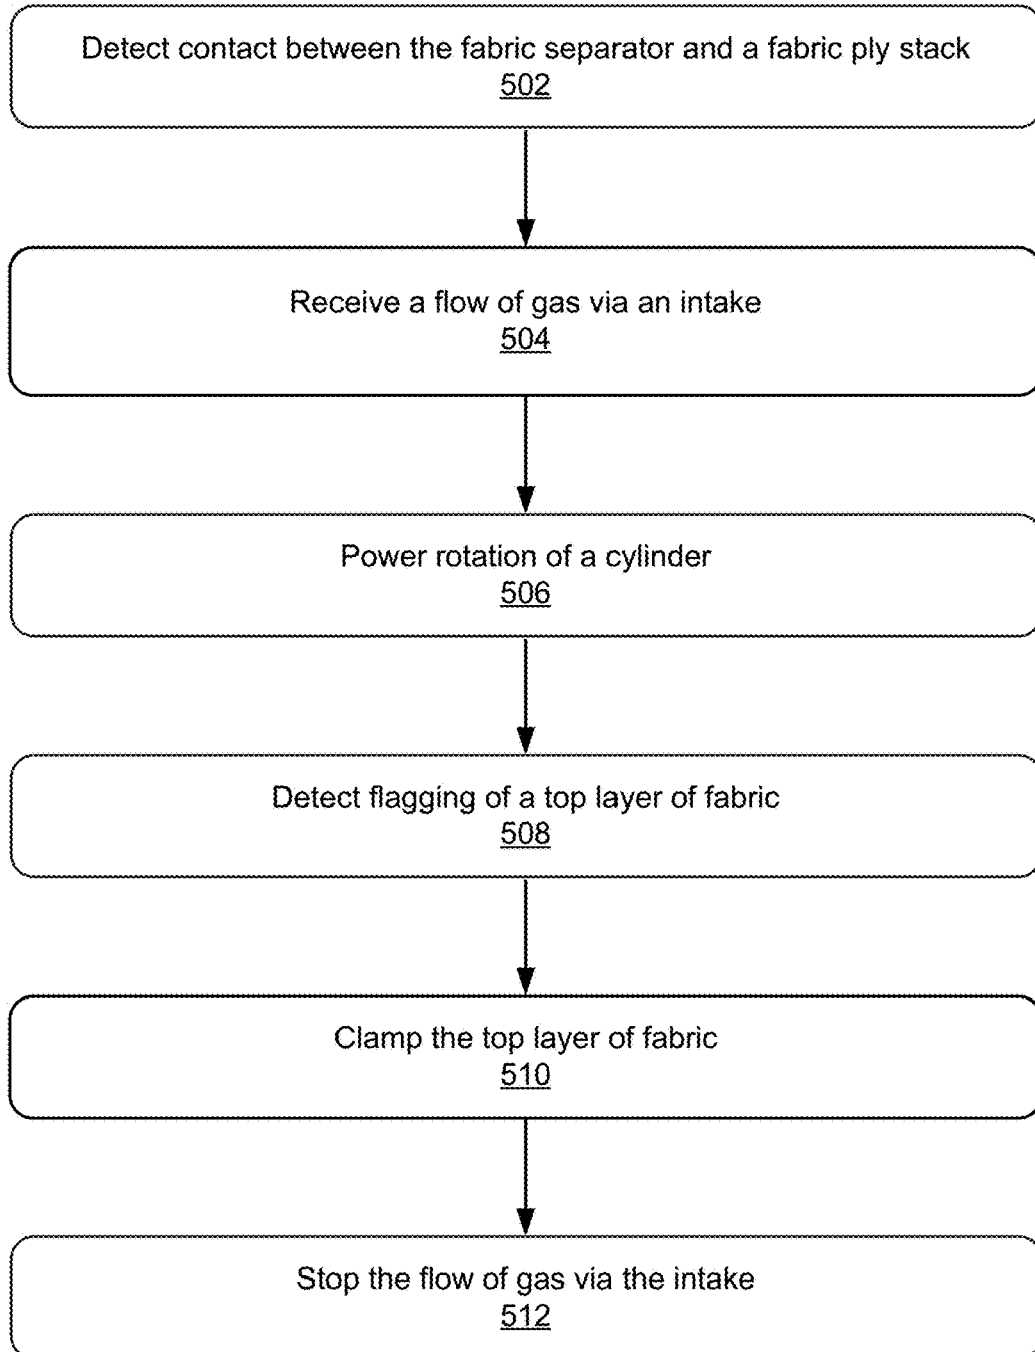 Detect contact between the fabric separator and a fabric ply stack
502
Receive a flow of gas via an intake
504
Power rotation of a cylinder
506
Detect flagging of a top layer of fabric
508
Clamp the top layer of fabric
510
Stop the flow of gas via the intake
512